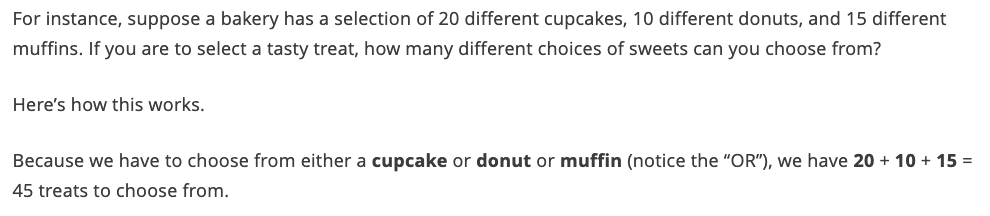 For instance, suppose a bakery has a selection of 20 different cupcakes, 10 different donuts, and 15 different
muffins. If you are to select a tasty treat, how many different choices of sweets can you choose from?
Here’s how this works.
Because we have to choose from either a cupcake or donut or muffin (notice the “OR”), we have 20 + 10 + 15 =
45 treats to choose from.